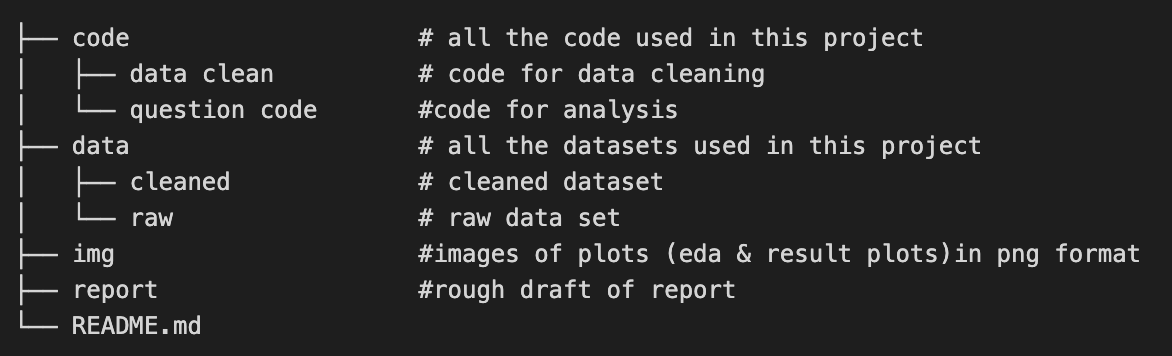 ├── code                    # all the code used in this project
│   ├── data clean          # code for data cleaning
│   └── question code       #code for analysis
├── data                    # all the datasets used in this project
│   ├── cleaned             # cleaned dataset
│   └── raw                 # raw data set
├── img                     #images of plots (eda & result plots)in png format
├── report                  #rough draft of report
└── README.md